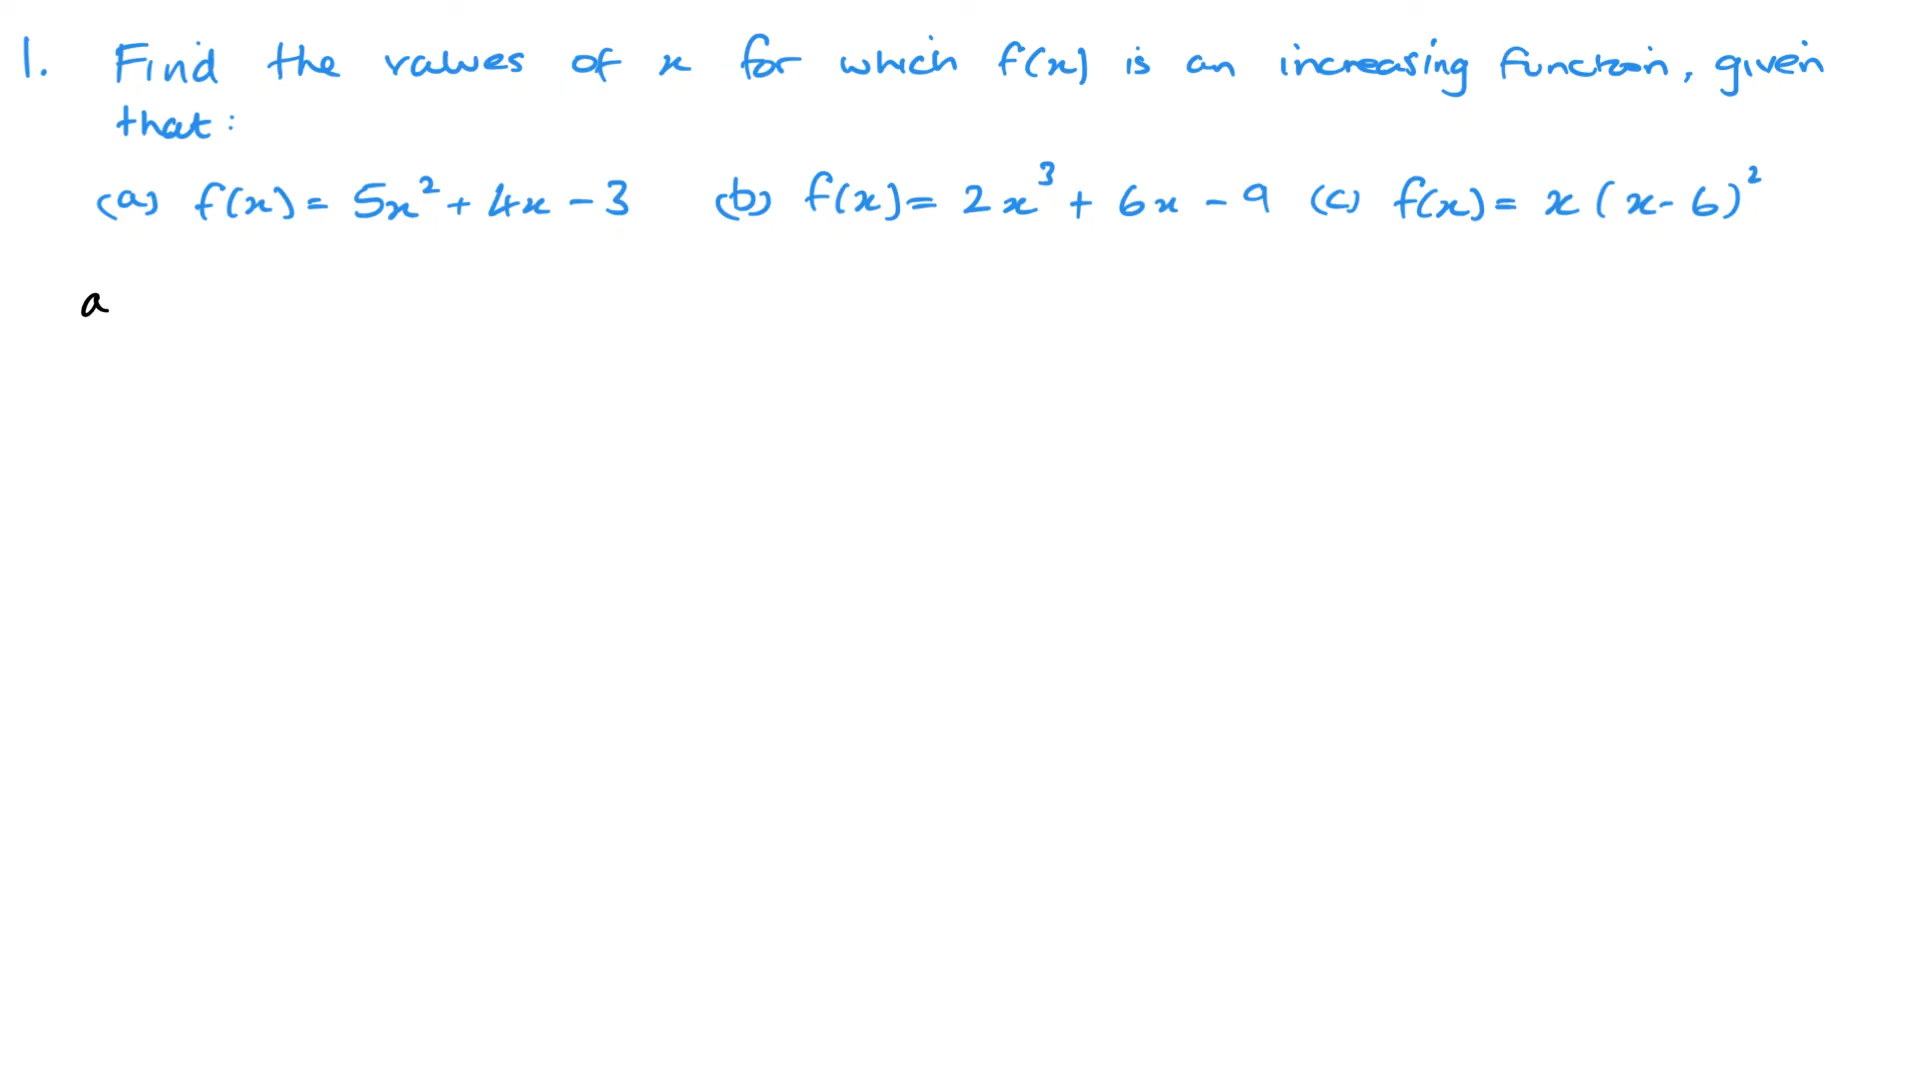 1. Find the values of x for which f(x) is an increasing function, given
that:
(a) f(x) = 5x² + 4x - 3 (b) f(x) = 2x³ + 6x - 9 (c) f(x) = x(x-6)²
a